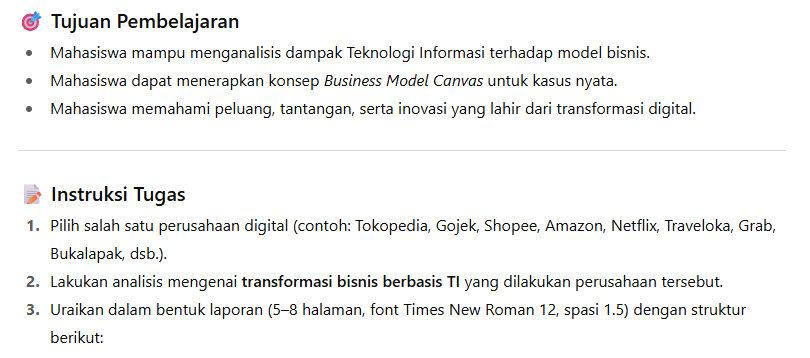 🎯 Tujuan Pembelajaran
• Mahasiswa mampu menganalisis dampak Teknologi Informasi terhadap model bisnis.
• Mahasiswa dapat menerapkan konsep Business Model Canvas untuk kasus nyata.
• Mahasiswa memahami peluang, tantangan, serta inovasi yang lahir dari transformasi digital.
📝 Instruksi Tugas
1. Pilih salah satu perusahaan digital (contoh: Tokopedia, Gojek, Shopee, Amazon, Netflix, Traveloka, Grab,
Bukalapak, dsb.).
2. Lakukan analisis mengenai transformasi bisnis berbasis TI yang dilakukan perusahaan tersebut.
3. Uraikan dalam bentuk laporan (5–8 halaman, font Times New Roman 12, spasi 1.5) dengan struktur
berikut: